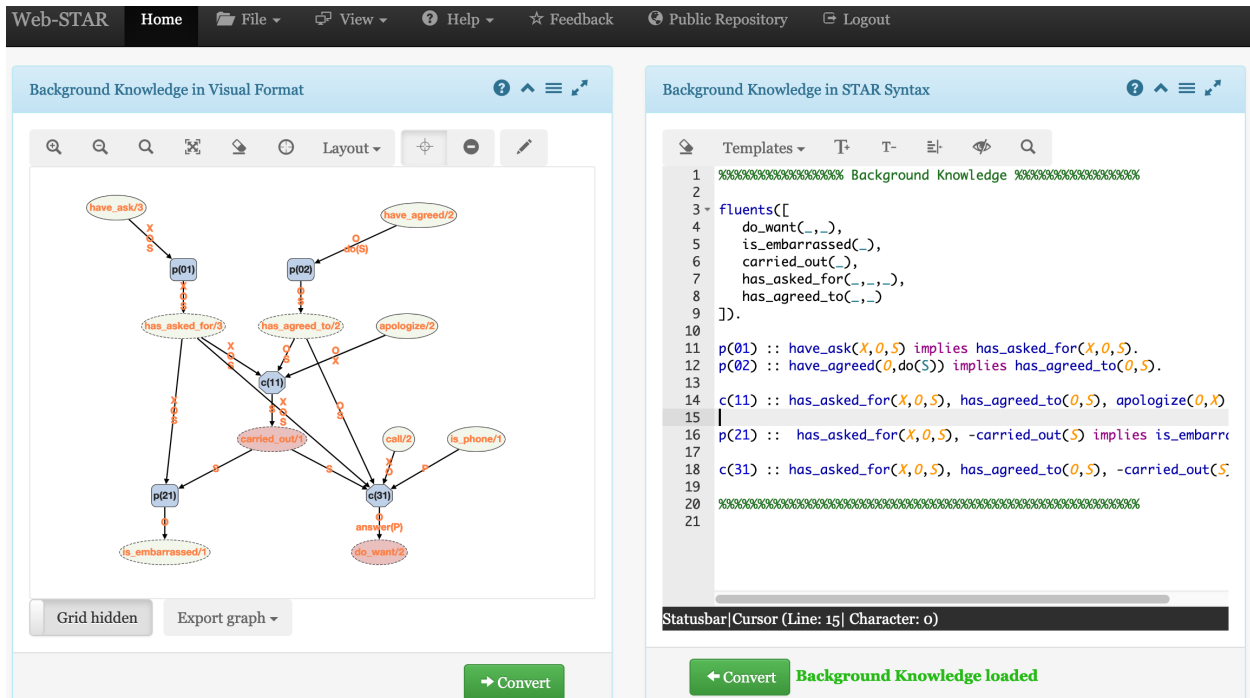 Web-STAR Home File View Help Feedback Public Repository Logout
Background Knowledge in Visual Format
Layout
have_ask/3
have_agreed/2
X
O
S
O
do(S)
p(01)
p(02)
X
O
S
O
S
has_asked_for/3
has_agreed_to/2
apologize/2
X
O
S
O
S
O
X
c(11)
X
O
S
S
X
O
S
O
S
carried_out/1
call/2
is_phone/1
S
S
X
O
P
p(21)
c(31)
O
O
answer(P)
is_embarrassed/1
do_want/2
Grid hidden
Export graph
Convert
Background Knowledge in STAR Syntax
Templates T+ T-
1 %%%%%%%%%%%%%%%% Background Knowledge %%%%%%%%%%%%%%%%
2
3 fluents([
4 do_want(_,_),
5 is_embarrassed(_),
6 carried_out(_),
7 has_asked_for(_,_,_),
8 has_agreed_to(_,_)
9 ]).
10
11 p(01) :: have_ask(X,O,S) implies has_asked_for(X,O,S).
12 p(02) :: have_agreed(O,do(S)) implies has_agreed_to(O,S).
13
14 c(11) :: has_asked_for(X,O,S), has_agreed_to(O,S), apologize(O,X)
15
16 p(21) :: has_asked_for(X,O,S), -carried_out(S) implies is_embarra
17
18 c(31) :: has_asked_for(X,O,S), has_agreed_to(O,S), -carried_out(S)
19
20 %%%%%%%%%%%%%%%%%%%%%%%%%%%%%%%%%%%%%%%%%%%%%%%%%%%%%%
21
Statusbar|Cursor (Line: 15| Character: 0)
Convert Background Knowledge loaded